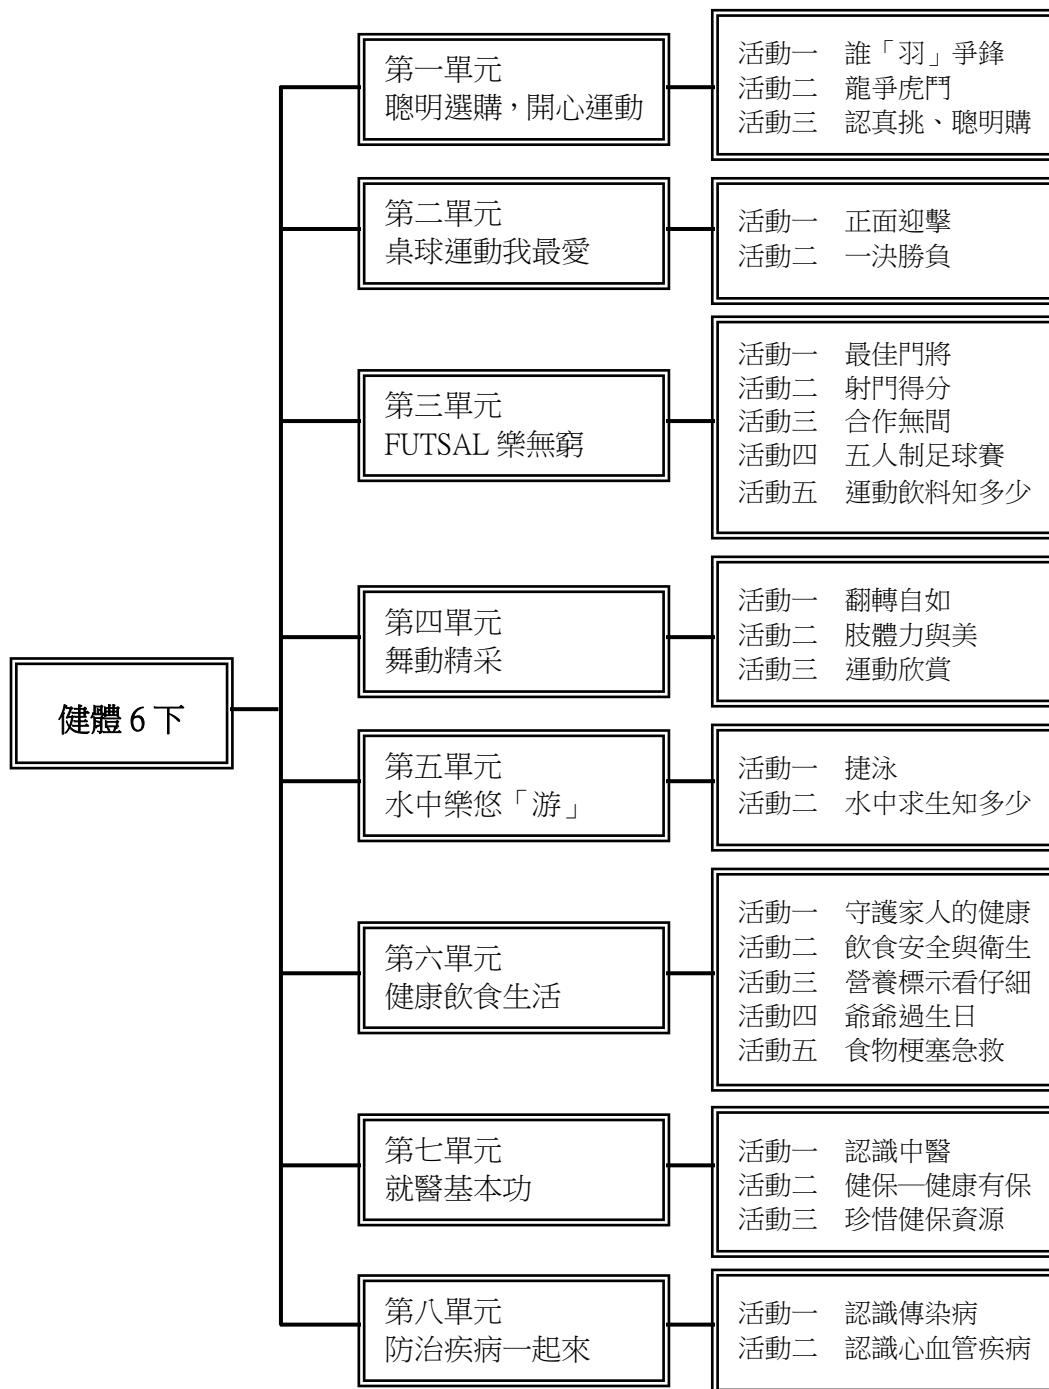 健體 6 下
第一單元
聰明選購，開心運動
活動一　誰「羽」爭鋒
活動二　龍爭虎鬥
活動三　認真挑、聰明購
第二單元
桌球運動我最愛
活動一　正面迎擊
活動二　一決勝負
第三單元
FUTSAL 樂無窮
活動一　最佳門將
活動二　射門得分
活動三　合作無間
活動四　五人制足球賽
活動五　運動飲料知多少
第四單元
舞動精采
活動一　翻轉自如
活動二　肢體力與美
活動三　運動欣賞
第五單元
水中樂悠「游」
活動一　捷泳
活動二　水中求生知多少
第六單元
健康飲食生活
活動一　守護家人的健康
活動二　飲食安全與衛生
活動三　營養標示看仔細
活動四　爺爺過生日
活動五　食物梗塞急救
第七單元
就醫基本功
活動一　認識中醫
活動二　健保─健康有保
活動三　珍惜健保資源
第八單元
防治疾病一起來
活動一　認識傳染病
活動二　認識心血管疾病